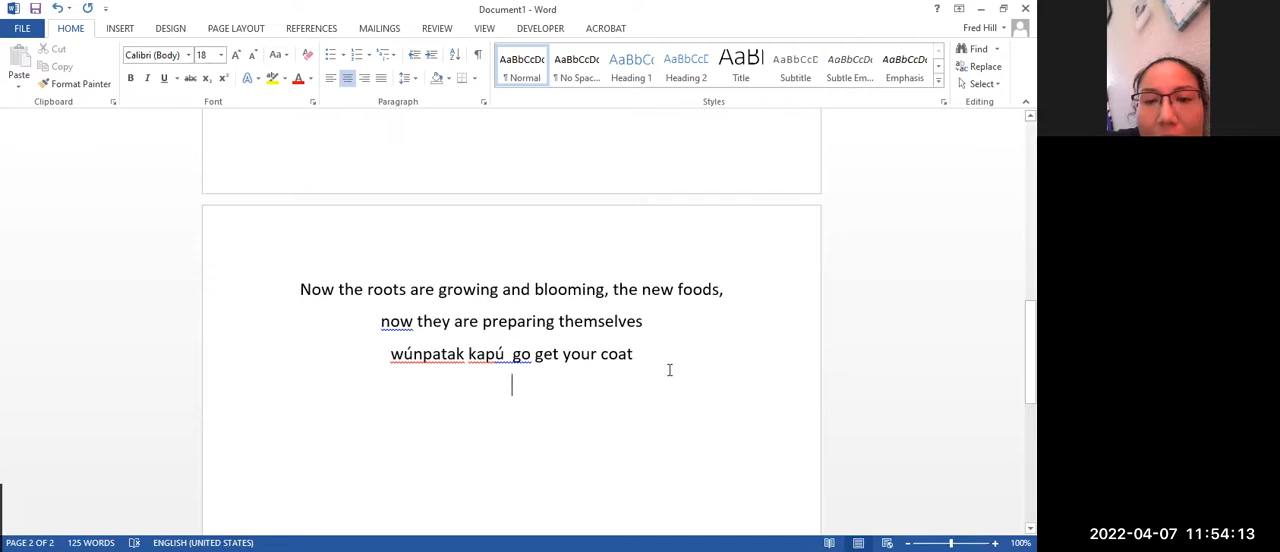 Document1 - Word
FILE HOME INSERT DESIGN PAGE LAYOUT REFERENCES MAILINGS REVIEW VIEW DEVELOPER ACROBAT
Fred Hill
Paste
Cut
Copy
Format Painter
Clipboard
Calibri (Body) 18
Font
Paragraph
AaBbCcDc AaBbCcDc AaBbCc AaBbCcD AaBl AaBbCcD AaBbCcDc AaBbCcDc
¶ Normal ¶ No Spac... Heading 1 Heading 2 Title Subtitle Subtle Em... Emphasis
Styles
Find
Replace
Select
Editing
Now the roots are growing and blooming, the new foods,
now they are preparing themselves
wúnpatak kapú  go get your coat
PAGE 2 OF 2 125 WORDS ENGLISH (UNITED STATES) 100%
2022-04-07 11:54:13